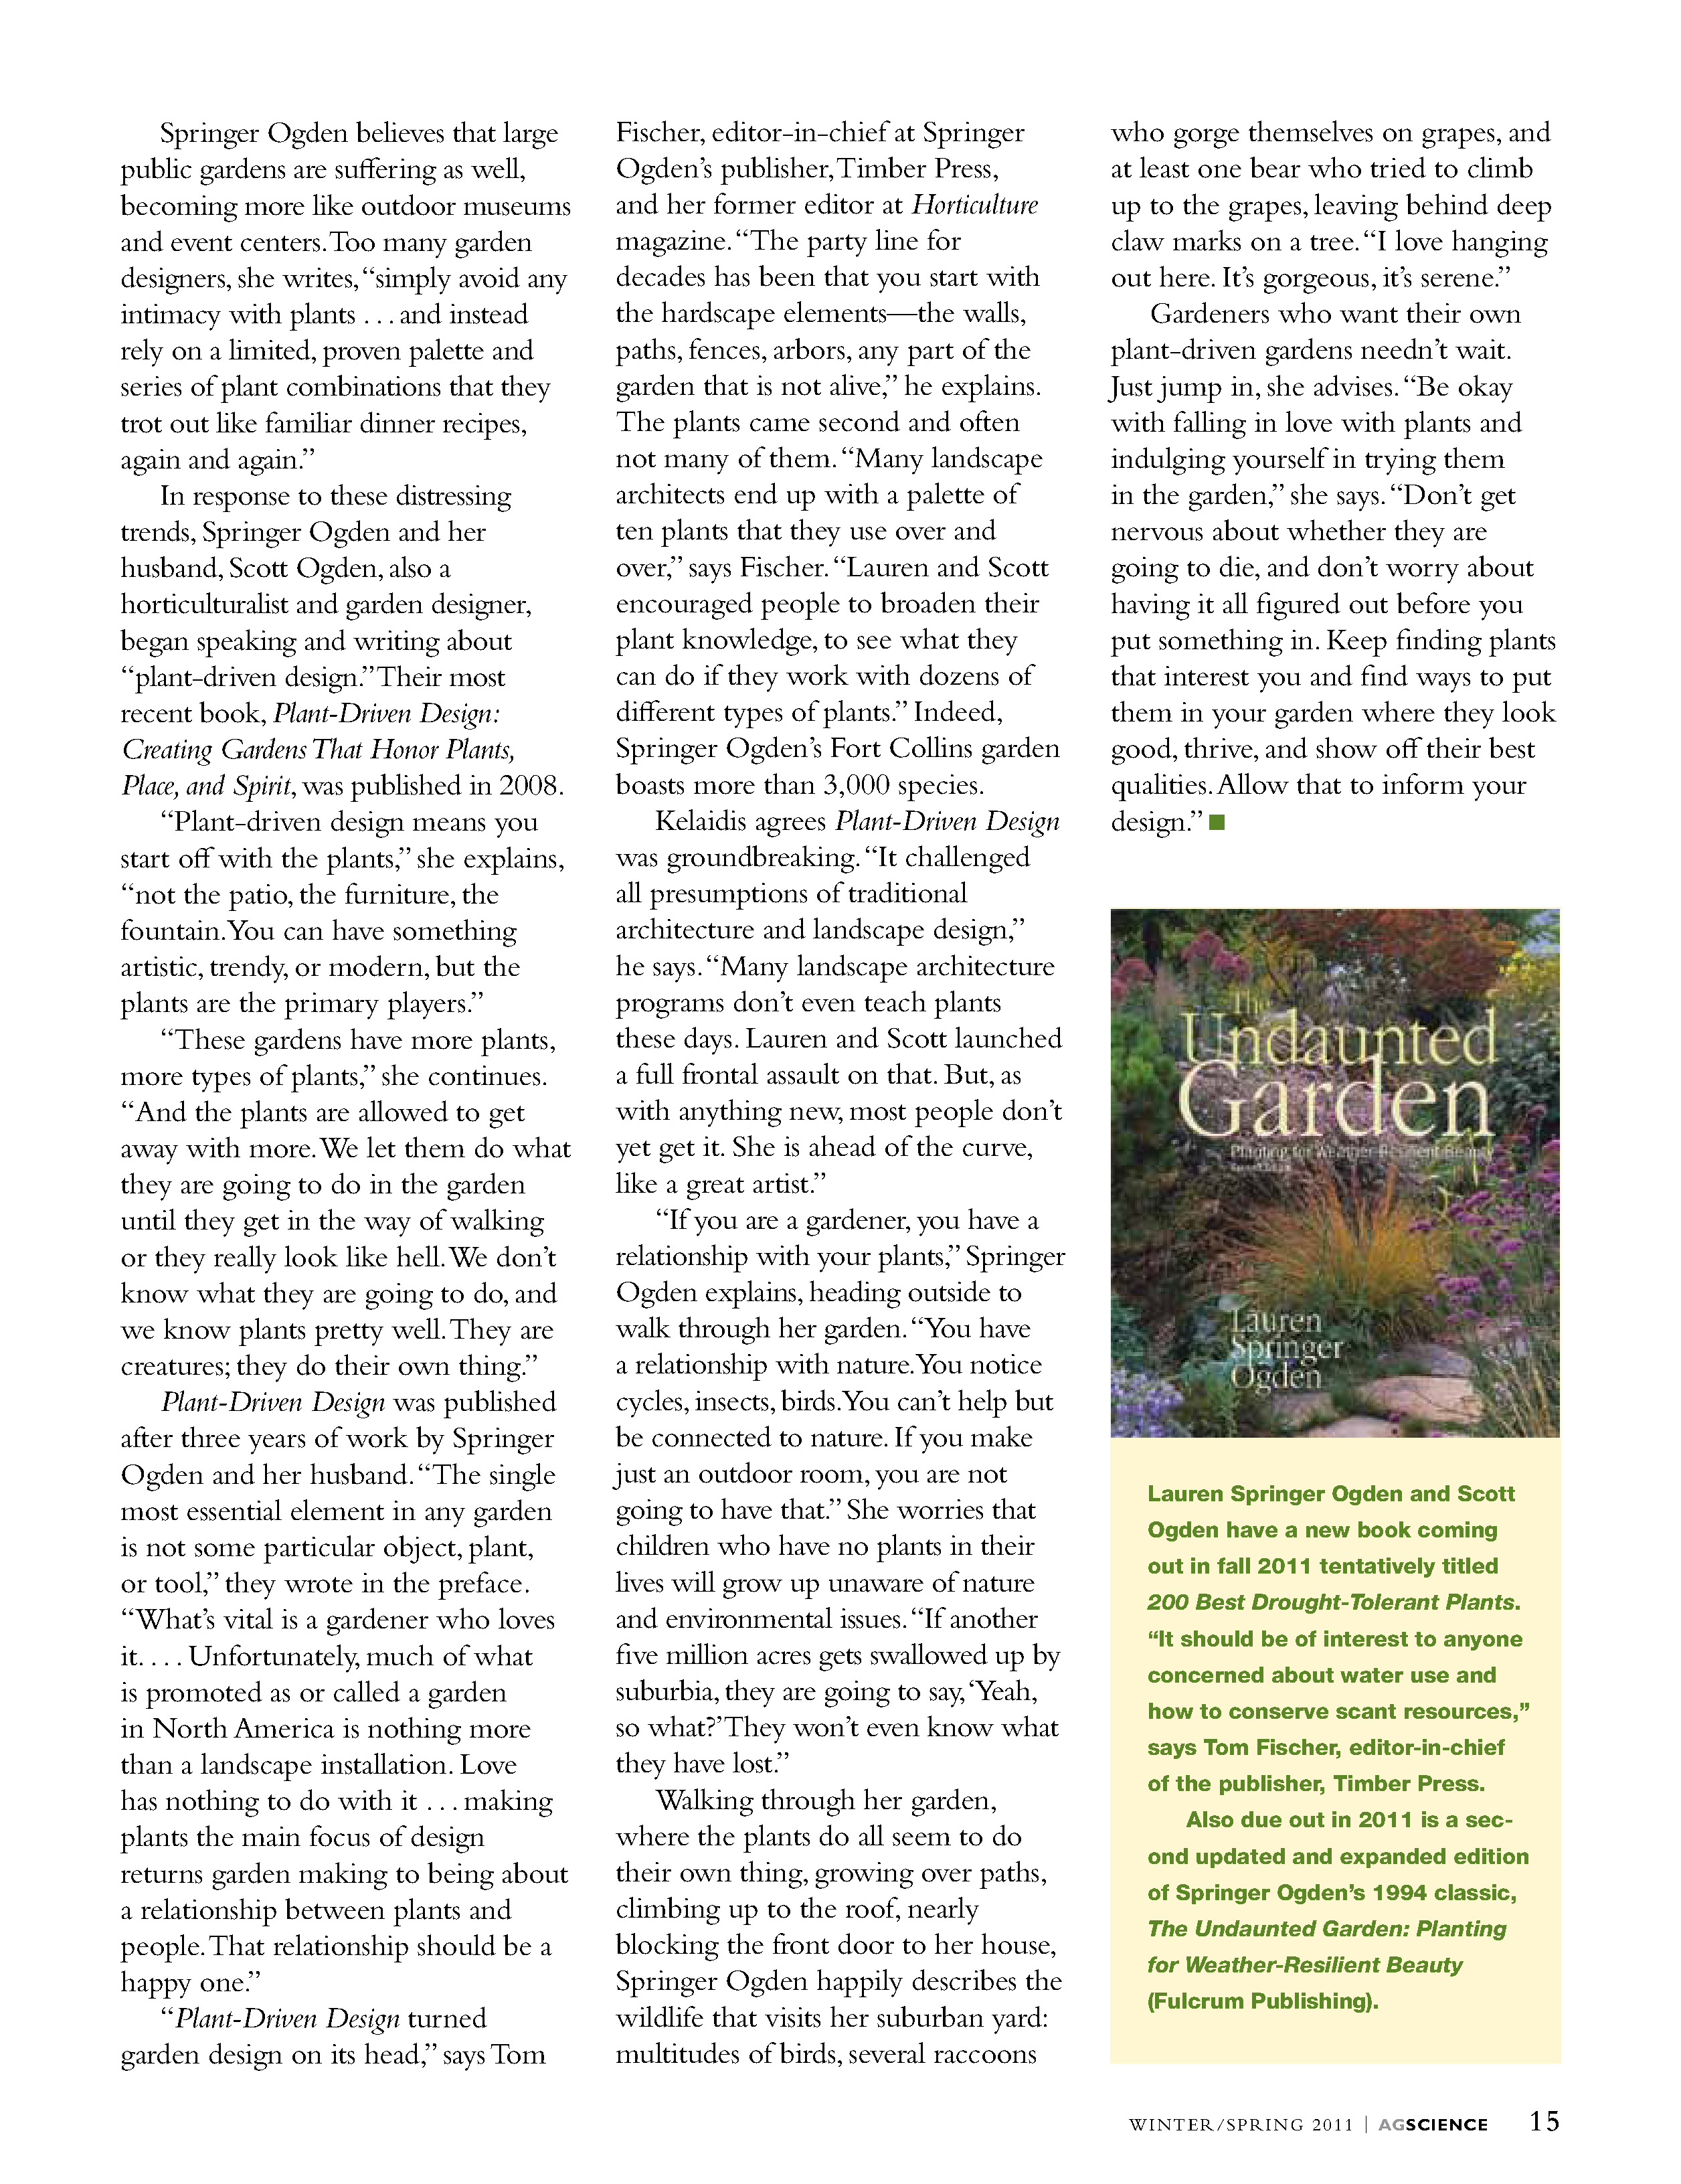 Springer Ogden believes that large
public gardens are suffering as well,
becoming more like outdoor museums
and event centers. Too many garden
designers, she writes, “simply avoid any
intimacy with plants . . . and instead
rely on a limited, proven palette and
series of plant combinations that they
trot out like familiar dinner recipes,
again and again.”
In response to these distressing
trends, Springer Ogden and her
husband, Scott Ogden, also a
horticulturalist and garden designer,
began speaking and writing about
“plant-driven design.” Their most
recent book, Plant-Driven Design:
Creating Gardens That Honor Plants,
Place, and Spirit, was published in 2008.
“Plant-driven design means you
start off with the plants,” she explains,
“not the patio, the furniture, the
fountain. You can have something
artistic, trendy, or modern, but the
plants are the primary players.”
“These gardens have more plants,
more types of plants,” she continues.
“And the plants are allowed to get
away with more. We let them do what
they are going to do in the garden
until they get in the way of walking
or they really look like hell. We don’t
know what they are going to do, and
we know plants pretty well. They are
creatures; they do their own thing.”
Plant-Driven Design was published
after three years of work by Springer
Ogden and her husband. “The single
most essential element in any garden
is not some particular object, plant,
or tool,” they wrote in the preface.
“What’s vital is a gardener who loves
it. . . . Unfortunately, much of what
is promoted as or called a garden
in North America is nothing more
than a landscape installation. Love
has nothing to do with it . . . making
plants the main focus of design
returns garden making to being about
a relationship between plants and
people. That relationship should be a
happy one.”
“Plant-Driven Design turned
garden design on its head,” says Tom
Fischer, editor-in-chief at Springer
Ogden’s publisher, Timber Press,
and her former editor at Horticulture
magazine. “The party line for
decades has been that you start with
the hardscape elements—the walls,
paths, fences, arbors, any part of the
garden that is not alive,” he explains.
The plants came second and often
not many of them. “Many landscape
architects end up with a palette of
ten plants that they use over and
over,” says Fischer. “Lauren and Scott
encouraged people to broaden their
plant knowledge, to see what they
can do if they work with dozens of
different types of plants.” Indeed,
Springer Ogden’s Fort Collins garden
boasts more than 3,000 species.
Kelaidis agrees Plant-Driven Design
was groundbreaking. “It challenged
all presumptions of traditional
architecture and landscape design,”
he says. “Many landscape architecture
programs don’t even teach plants
these days. Lauren and Scott launched
a full frontal assault on that. But, as
with anything new, most people don’t
yet get it. She is ahead of the curve,
like a great artist.”
“If you are a gardener, you have a
relationship with your plants,” Springer
Ogden explains, heading outside to
walk through her garden. “You have
a relationship with nature. You notice
cycles, insects, birds. You can’t help but
be connected to nature. If you make
just an outdoor room, you are not
going to have that.” She worries that
children who have no plants in their
lives will grow up unaware of nature
and environmental issues. “If another
five million acres gets swallowed up by
suburbia, they are going to say, ‘Yeah,
so what?’ They won’t even know what
they have lost.”
Walking through her garden,
where the plants do all seem to do
their own thing, growing over paths,
climbing up to the roof, nearly
blocking the front door to her house,
Springer Ogden happily describes the
wildlife that visits her suburban yard:
multitudes of birds, several raccoons
who gorge themselves on grapes, and
at least one bear who tried to climb
up to the grapes, leaving behind deep
claw marks on a tree. “I love hanging
out here. It’s gorgeous, it’s serene.”
Gardeners who want their own
plant-driven gardens needn’t wait.
Just jump in, she advises. “Be okay
with falling in love with plants and
indulging yourself in trying them
in the garden,” she says. “Don’t get
nervous about whether they are
going to die, and don’t worry about
having it all figured out before you
put something in. Keep finding plants
that interest you and find ways to put
them in your garden where they look
good, thrive, and show off their best
qualities. Allow that to inform your
design.” ■
The
Undaunted
Garden
Planting for Weather-Resilient Beauty
Lauren
Springer
Ogden
Lauren Springer Ogden and Scott
Ogden have a new book coming
out in fall 2011 tentatively titled
200 Best Drought-Tolerant Plants.
“It should be of interest to anyone
concerned about water use and
how to conserve scant resources,”
says Tom Fischer, editor-in-chief
of the publisher, Timber Press.
Also due out in 2011 is a sec-
ond updated and expanded edition
of Springer Ogden’s 1994 classic,
The Undaunted Garden: Planting
for Weather-Resilient Beauty
(Fulcrum Publishing).
WINTER/SPRING 2011 | AGSCIENCE 15